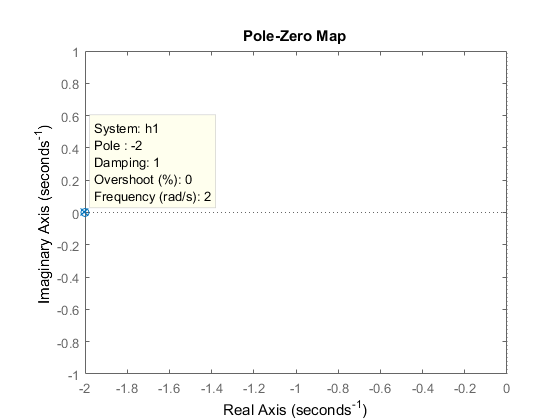 Pole-Zero Map
1
0.8
0.6
0.4
0.2
0
-0.2
-0.4
-0.6
-0.8
-1
Imaginary Axis (seconds⁻¹)
System: h1
Pole : -2
Damping: 1
Overshoot (%): 0
Frequency (rad/s): 2
-2 -1.8 -1.6 -1.4 -1.2 -1 -0.8 -0.6 -0.4 -0.2 0
Real Axis (seconds⁻¹)